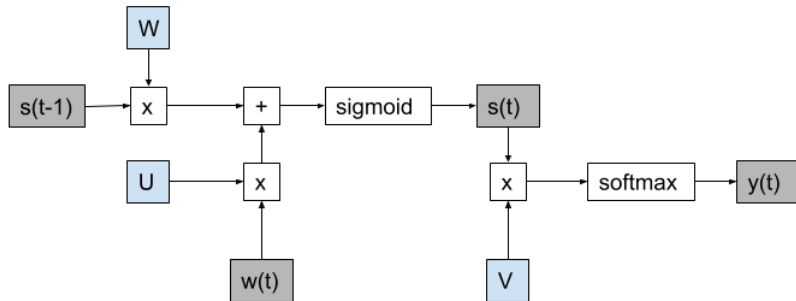 W
s(t-1)
x
+
sigmoid
s(t)
U
x
x
softmax
y(t)
w(t)
V